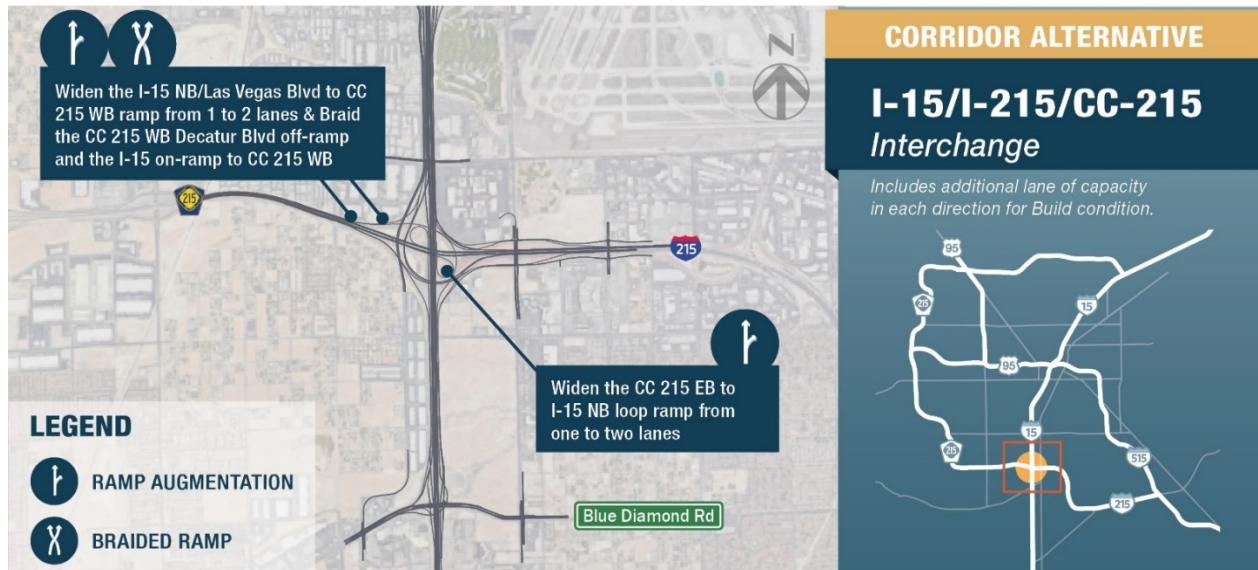 Widen the I-15 NB/Las Vegas Blvd to CC
215 WB ramp from 1 to 2 lanes & Braid
the CC 215 WB Decatur Blvd off-ramp
and the I-15 on-ramp to CC 215 WB
N
215
215
Widen the CC 215 EB to
I-15 NB loop ramp from
one to two lanes
Blue Diamond Rd
LEGEND
RAMP AUGMENTATION
BRAIDED RAMP
CORRIDOR ALTERNATIVE
I-15/I-215/CC-215
Interchange
Includes additional lane of capacity
in each direction for Build condition.
95
215
15
95
15
215
515
215